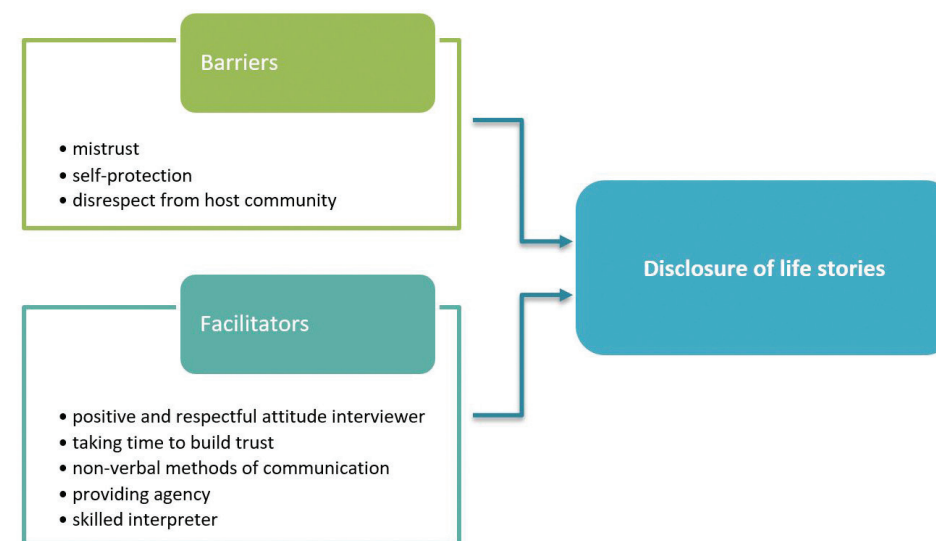 Barriers
• mistrust
• self-protection
• disrespect from host community
Facilitators
• positive and respectful attitude interviewer
• taking time to build trust
• non-verbal methods of communication
• providing agency
• skilled interpreter
Disclosure of life stories